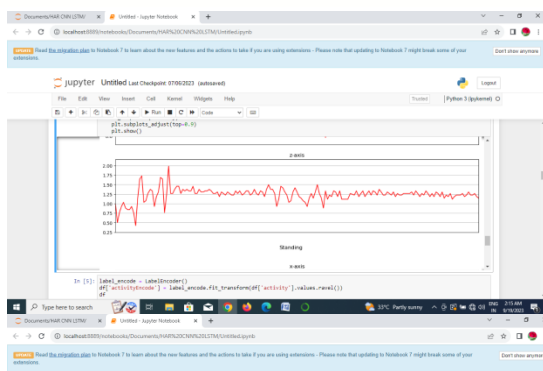 Documents/HAR CNN LSTM/
Untitled - Jupyter Notebook
localhost:8889/notebooks/Documents/HAR%20CNN%20LSTM/Untitled.ipynb
UPDATE Read the migration plan to Notebook 7 to learn about the new features and the actions to take if you are using extensions - Please note that updating to Notebook 7 might break some of your extensions.
Don't show anymore
jupyter Untitled Last Checkpoint: 07/06/2023 (autosaved)
Logout
File Edit View Insert Cell Kernel Widgets Help
Trusted
Python 3 (ipykernel)
Run
Code
plt.subplots_adjust(top=0.9)
plt.show()
z-axis
2.00
1.75
1.50
1.25
1.00
0.75
0.50
0.25
Standing
x-axis
In [5]: label_encode = LabelEncoder()
df['activityEncode'] = label_encode.fit_transform(df['activity'].values.ravel())
df
Type here to search
33°C Partly sunny
ENG
IN
2:15 AM
9/19/2023
Documents/HAR CNN LSTM/
Untitled - Jupyter Notebook
localhost:8889/notebooks/Documents/HAR%20CNN%20LSTM/Untitled.ipynb
UPDATE Read the migration plan to Notebook 7 to learn about the new features and the actions to take if you are using extensions - Please note that updating to Notebook 7 might break some of your extensions.
Don't show anymore